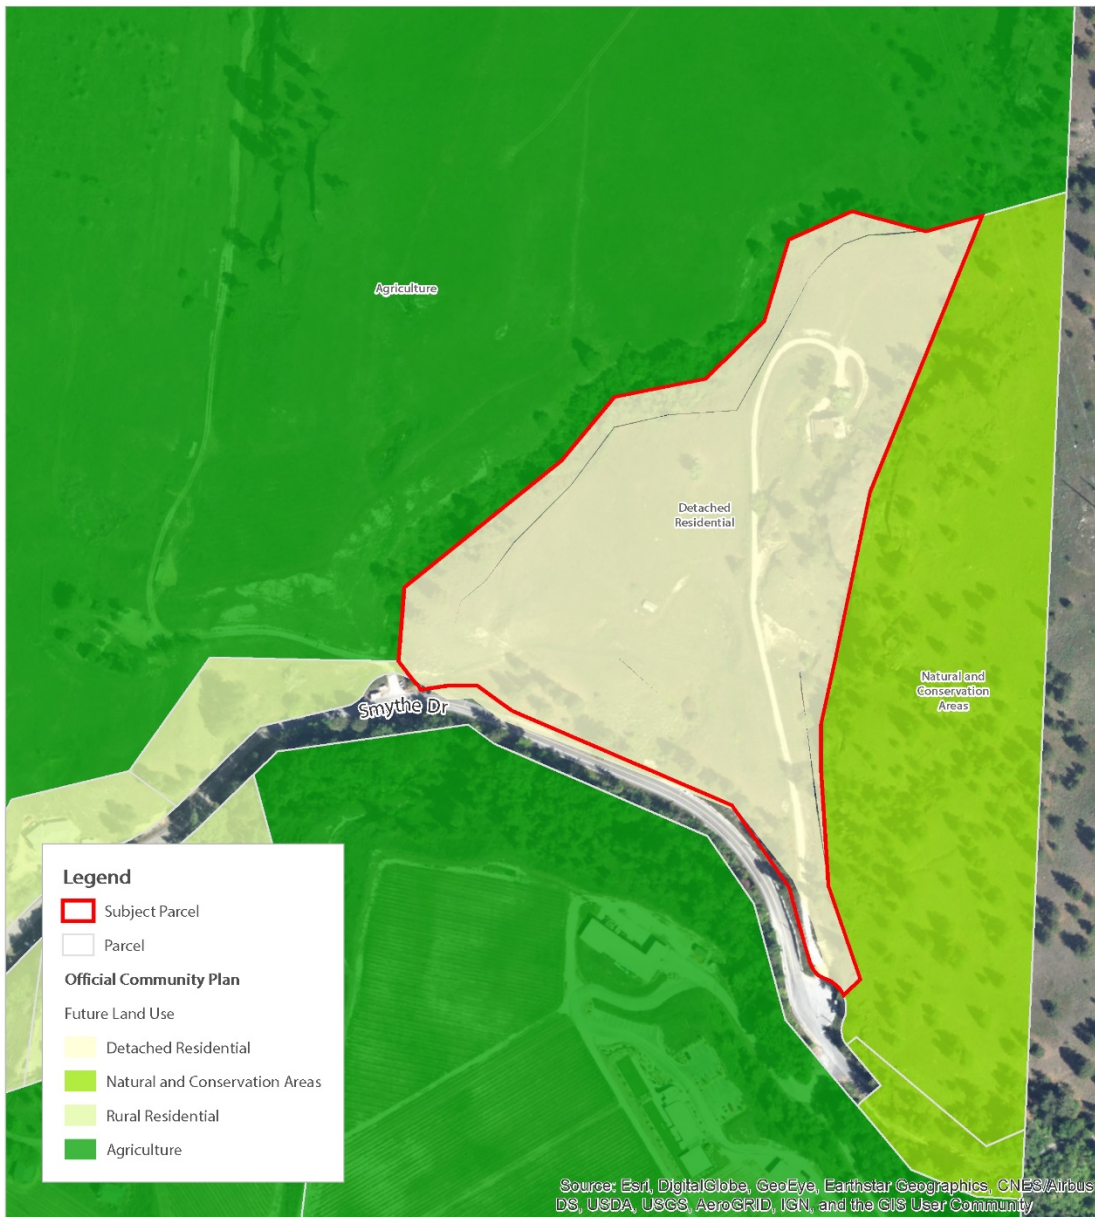 Agriculture
Detached
Residential
Natural and
Conservation
Areas
Smythe Dr
Legend
Subject Parcel
Parcel
Official Community Plan
Future Land Use
Detached Residential
Natural and Conservation Areas
Rural Residential
Agriculture
Source: Esri, DigitalGlobe, GeoEye, Earthstar Geographics, CNES/Airbus
DS, USDA, USGS, AeroGRID, IGN, and the GIS User Community